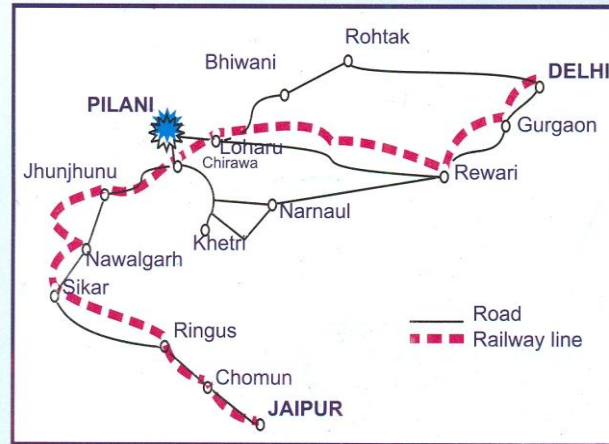 Rohtak
Bhiwani
DELHI
PILANI
Gurgaon
Loharu
Chirawa
Rewari
Jhunjhunu
Narnaul
Khetri
Nawalgarh
Sikar
Road
Ringus
Railway line
Chomun
JAIPUR